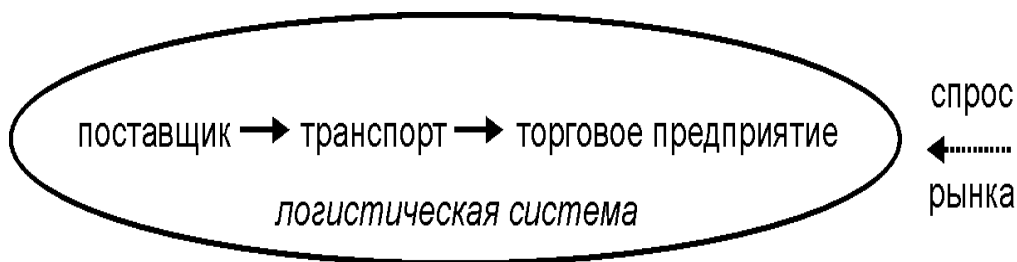 спрос
поставщик транспорт торговое предприятие
рынка
логистическая система